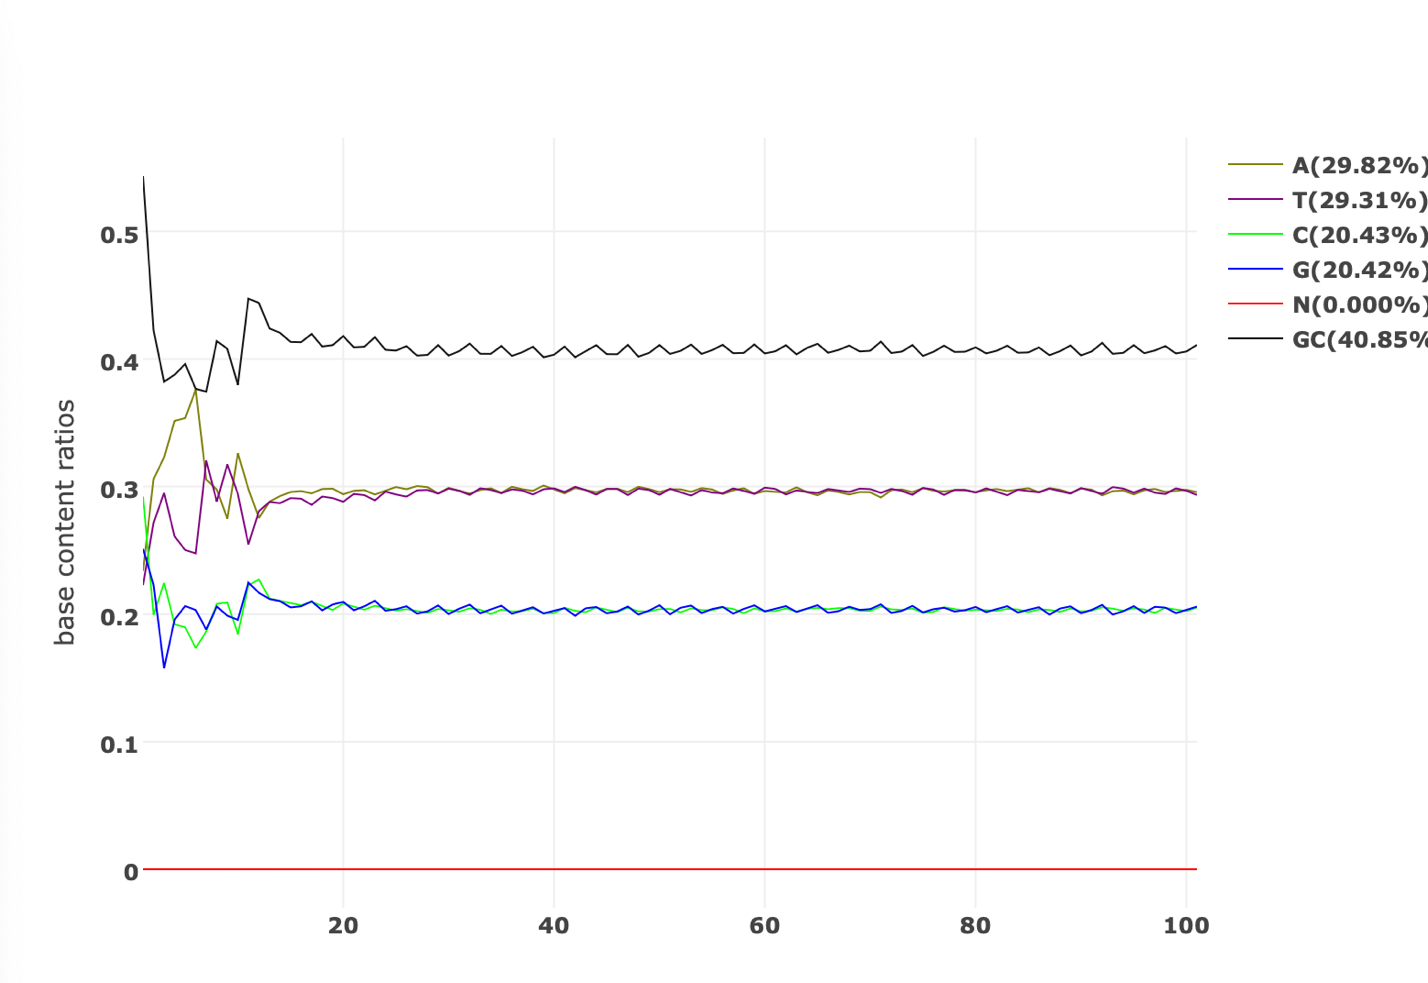 A(29.82%)
T(29.31%)
C(20.43%)
G(20.42%)
N(0.000%)
GC(40.85%
base content ratios
0.5
0.4
0.3
0.2
0.1
0
20 40 60 80 100